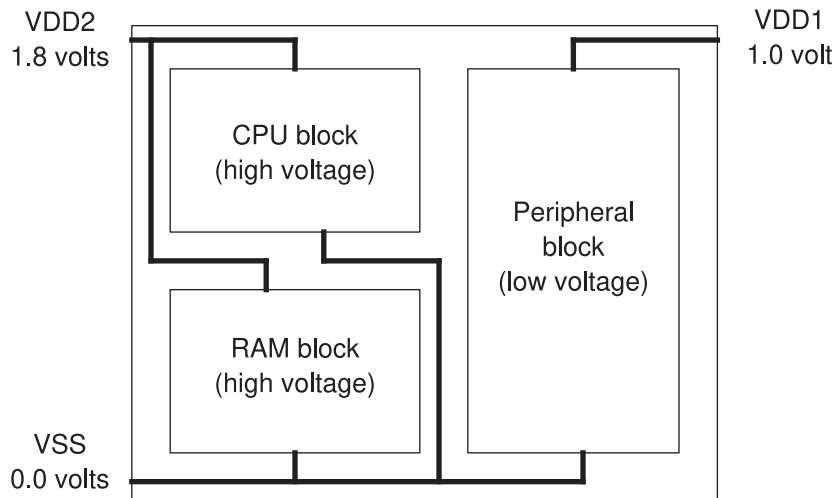 VDD2
1.8 volts
VDD1
1.0 volt
CPU block
(high voltage)
Peripheral
block
(low voltage)
RAM block
(high voltage)
VSS
0.0 volts